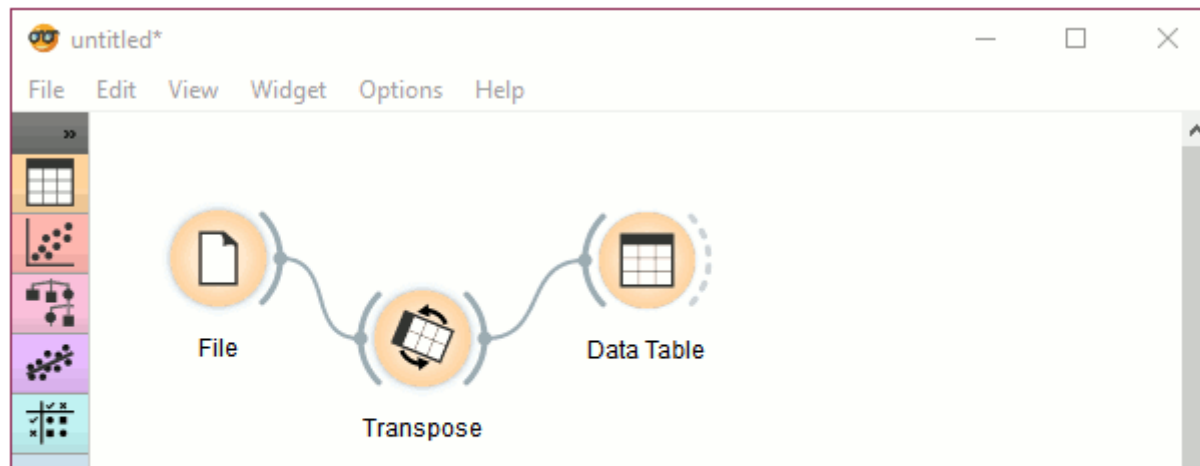 untitled*
File Edit View Widget Options Help
»
File
Data Table
Transpose